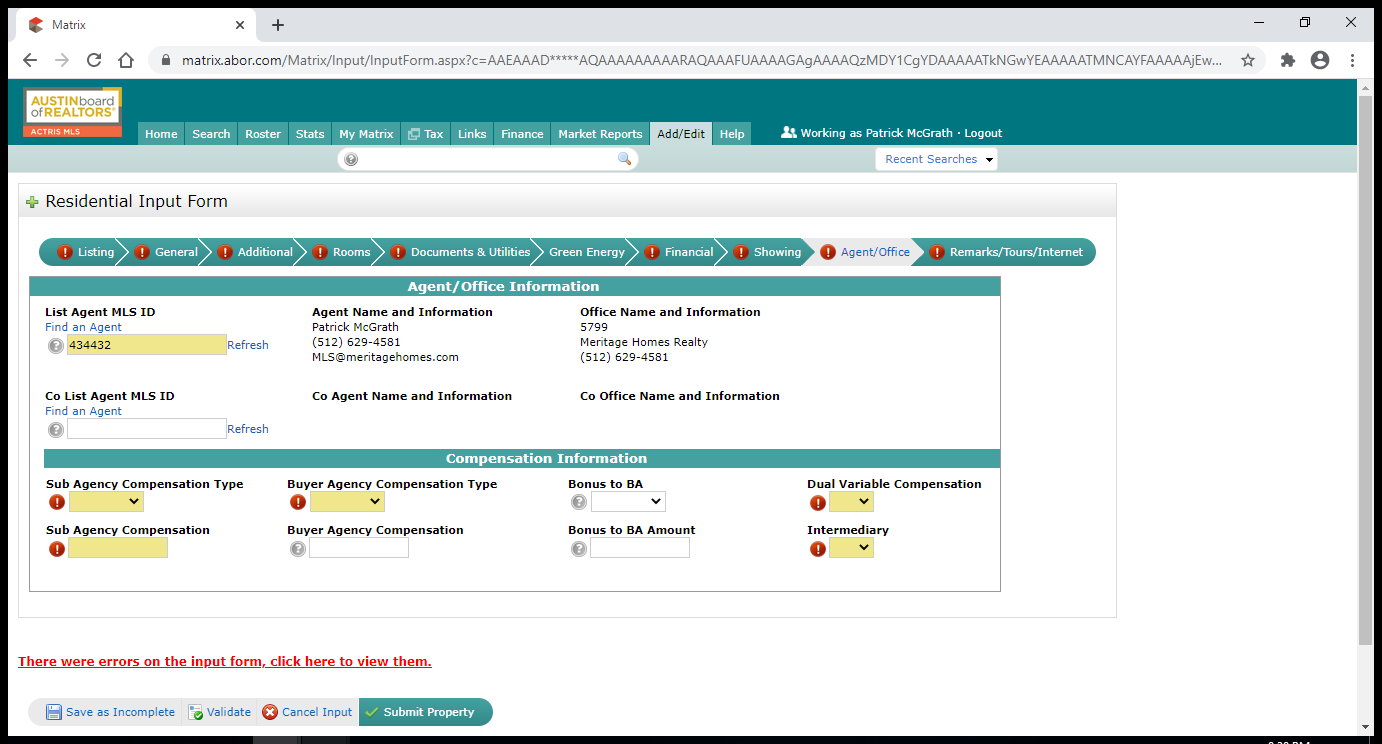 Matrix
matrix.abor.com/Matrix/Input/InputForm.aspx?c=AAEAAAD*****AQAAAAAAAAARAQAAAFUAAAAGAgAAAAQzMDY1CgYDAAAAATkNGwYEAAAAATMNCAYFAAAAAjEw...
AUSTINboard
ofREALTORS®
ACTRIS MLS
Home Search Roster Stats My Matrix Tax Links Finance Market Reports Add/Edit Help Working as Patrick McGrath · Logout
Recent Searches
Residential Input Form
Listing General Additional Rooms Documents & Utilities Green Energy Financial Showing Agent/Office Remarks/Tours/Internet
Agent/Office Information
List Agent MLS ID Agent Name and Information Office Name and Information
Find an Agent Patrick McGrath 5799
434432 Refresh (512) 629-4581 Meritage Homes Realty
MLS@meritagehomes.com (512) 629-4581
Co List Agent MLS ID Co Agent Name and Information Co Office Name and Information
Find an Agent
Refresh
Compensation Information
Sub Agency Compensation Type Buyer Agency Compensation Type Bonus to BA Dual Variable Compensation
Sub Agency Compensation Buyer Agency Compensation Bonus to BA Amount Intermediary
There were errors on the input form, click here to view them.
Save as Incomplete Validate Cancel Input Submit Property